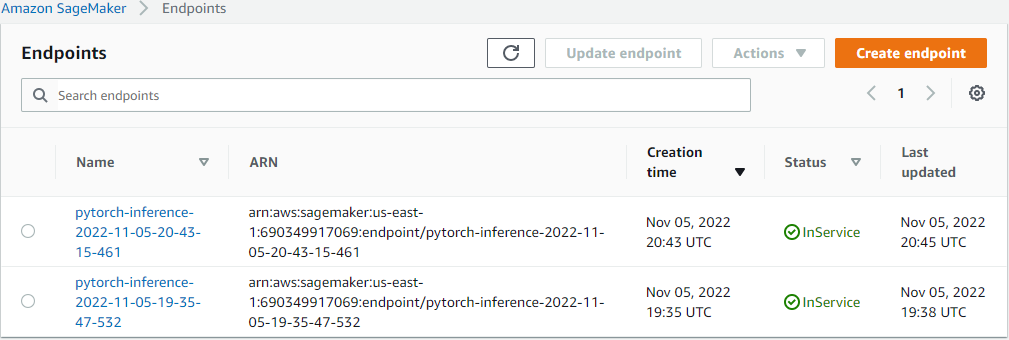 Amazon SageMaker > Endpoints
Endpoints
Update endpoint
Actions
Create endpoint
Search endpoints
1
Name
ARN
Creation
time
Status
Last
updated
pytorch-inference-
2022-11-05-20-43-
15-461
arn:aws:sagemaker:us-east-
1:690349917069:endpoint/pytorch-inference-2022-11-
05-20-43-15-461
Nov 05, 2022
20:43 UTC
InService
Nov 05, 2022
20:45 UTC
pytorch-inference-
2022-11-05-19-35-
47-532
arn:aws:sagemaker:us-east-
1:690349917069:endpoint/pytorch-inference-2022-11-
05-19-35-47-532
Nov 05, 2022
19:35 UTC
InService
Nov 05, 2022
19:38 UTC